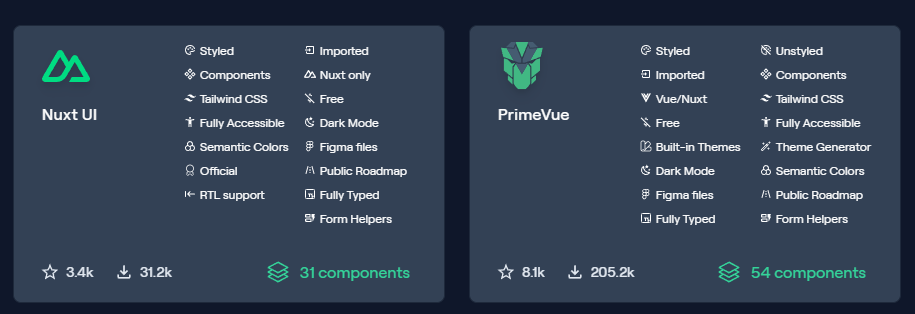 Nuxt UI
Styled
Components
Tailwind CSS
Fully Accessible
Semantic Colors
Official
RTL support
Imported
Nuxt only
Free
Dark Mode
Figma files
Public Roadmap
Fully Typed
Form Helpers
3.4k
31.2k
31 components
PrimeVue
Styled
Imported
Vue/Nuxt
Free
Built-in Themes
Dark Mode
Figma files
Fully Typed
Unstyled
Components
Tailwind CSS
Fully Accessible
Theme Generator
Semantic Colors
Public Roadmap
Form Helpers
8.1k
205.2k
54 components